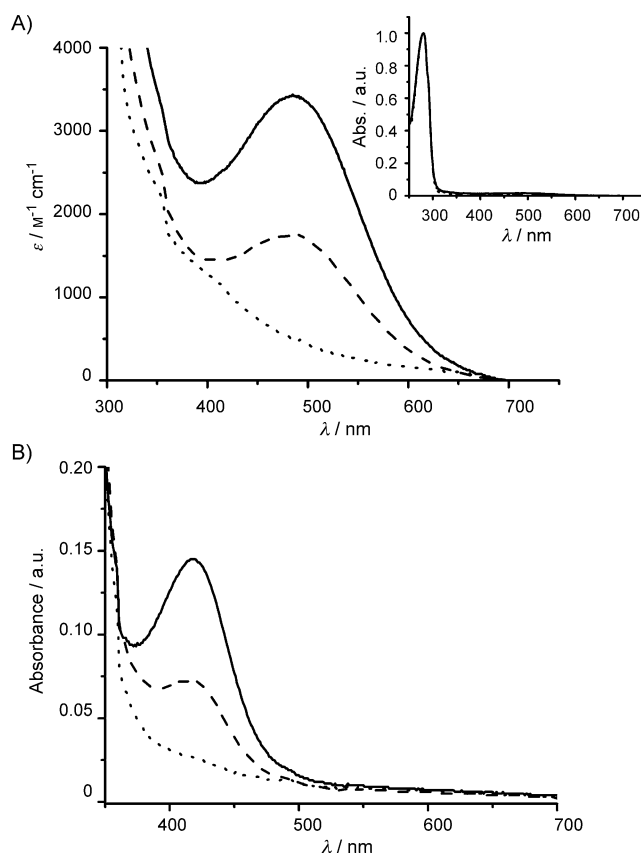 A)
4000
3000
2000
1000
0
ε / M⁻¹ cm⁻¹
300 400 500 600 700
λ / nm
1.0
0.8
0.6
0.4
0.2
0
Abs. / a.u.
300 400 500 600 700
λ / nm
B)
0.20
0.15
0.10
0.05
0
Absorbance / a.u.
400 500 600 700
λ / nm